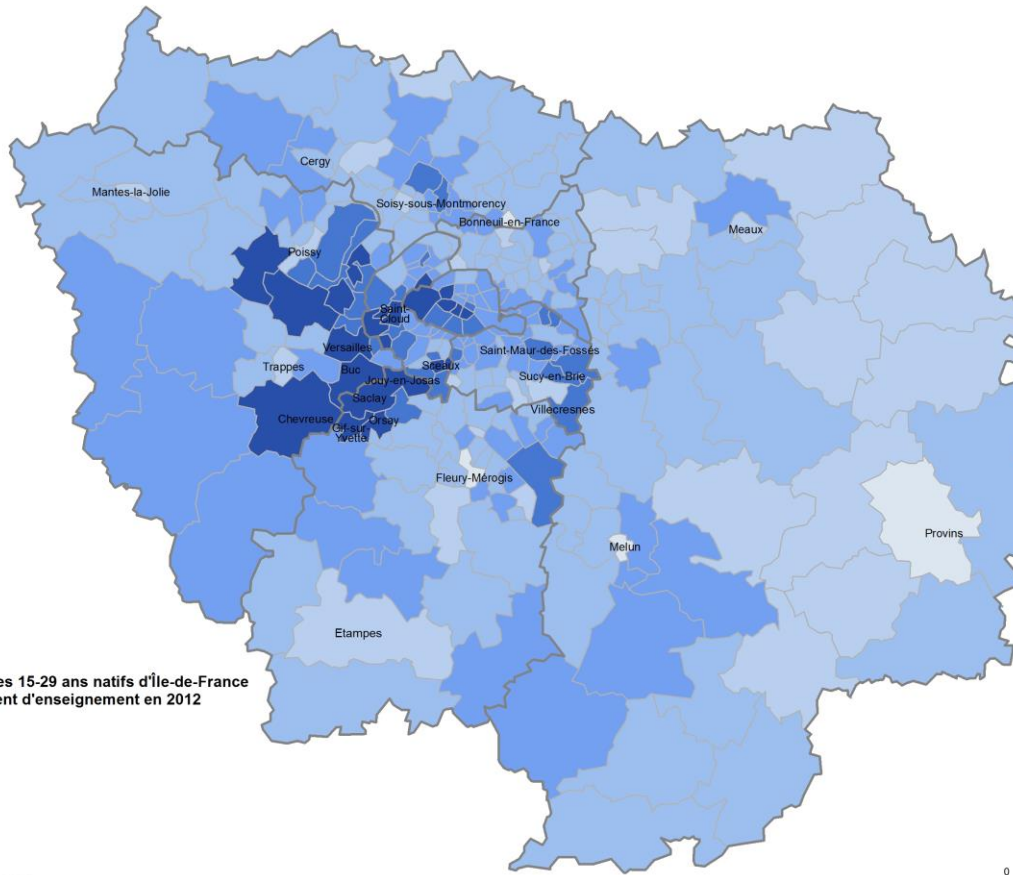 Cergy
Mantes-la-Jolie
Soisy-sous-Montmorency
Bonneuil-en-France
Meaux
Poissy
Saint-
Cloud
Versailles
Saint-Maur-des-Fossés
Trappes
Buc
Sceaux
Jouy-en-Josas
Sucy-en-Brie
Saclay
Villecresnes
Chevreuse
Orsay
Gif-sur-
Yvette
Fleury-Mérogis
Provins
Melun
Etampes
es 15-29 ans natifs d'Île-de-France
ent d'enseignement en 2012
0